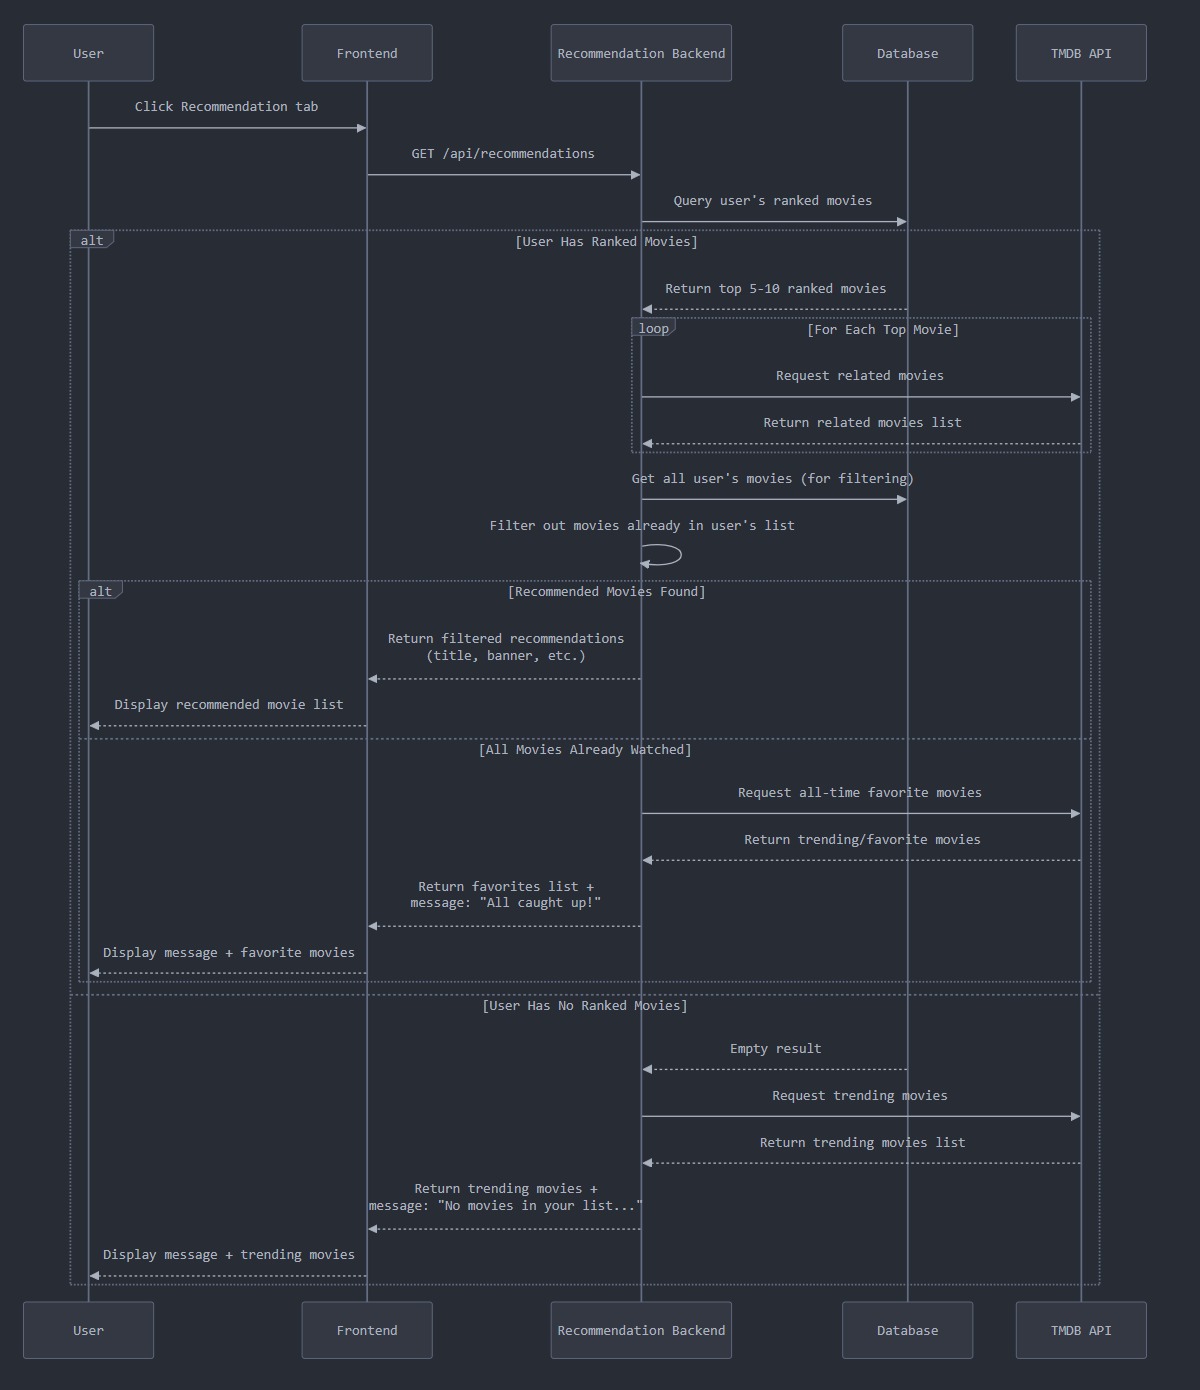 User
Frontend
Recommendation Backend
Database
TMDB API
Click Recommendation tab
GET /api/recommendations
Query user's ranked movies
alt
[User Has Ranked Movies]
Return top 5-10 ranked movies
loop
[For Each Top Movie]
Request related movies
Return related movies list
Get all user's movies (for filtering)
Filter out movies already in user's list
alt
[Recommended Movies Found]
Return filtered recommendations
(title, banner, etc.)
Display recommended movie list
[All Movies Already Watched]
Request all-time favorite movies
Return trending/favorite movies
Return favorites list +
message: "All caught up!"
Display message + favorite movies
[User Has No Ranked Movies]
Empty result
Request trending movies
Return trending movies list
Return trending movies +
message: "No movies in your list..."
Display message + trending movies
User
Frontend
Recommendation Backend
Database
TMDB API